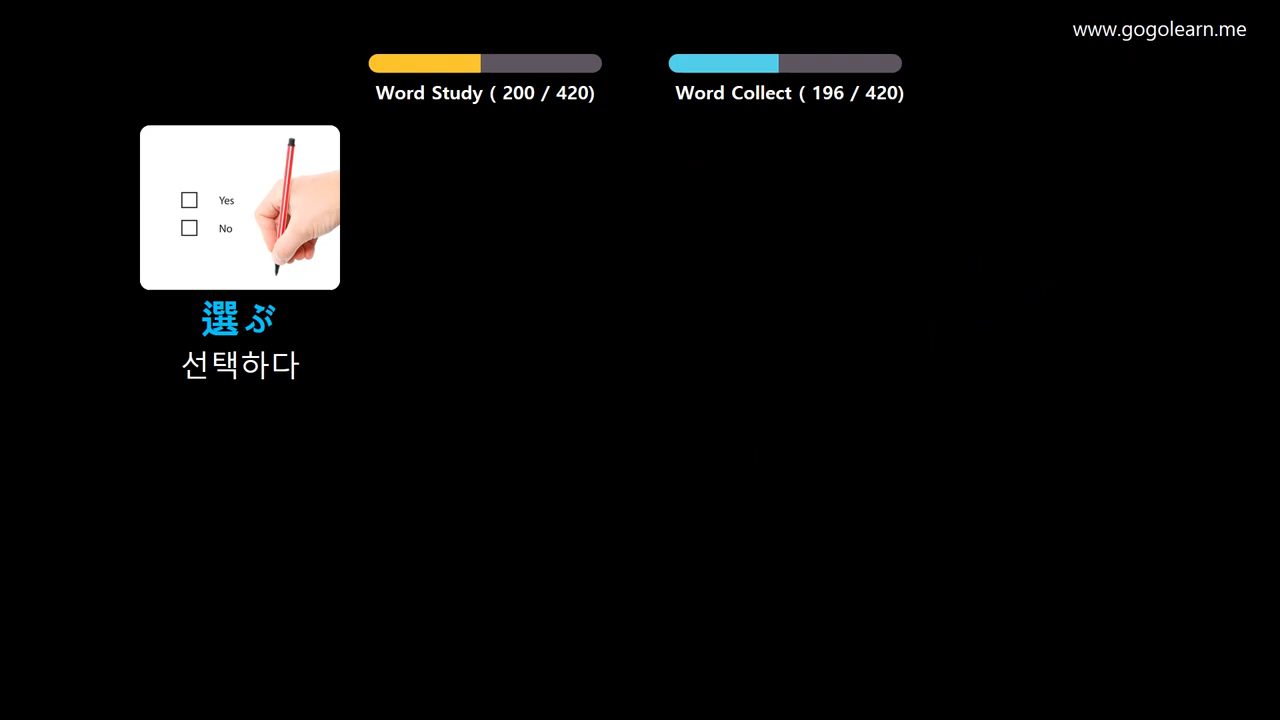 www.gogolearn.me
Word Study ( 200 / 420)
Word Collect ( 196 / 420)
Yes
No
選ぶ
선택하다